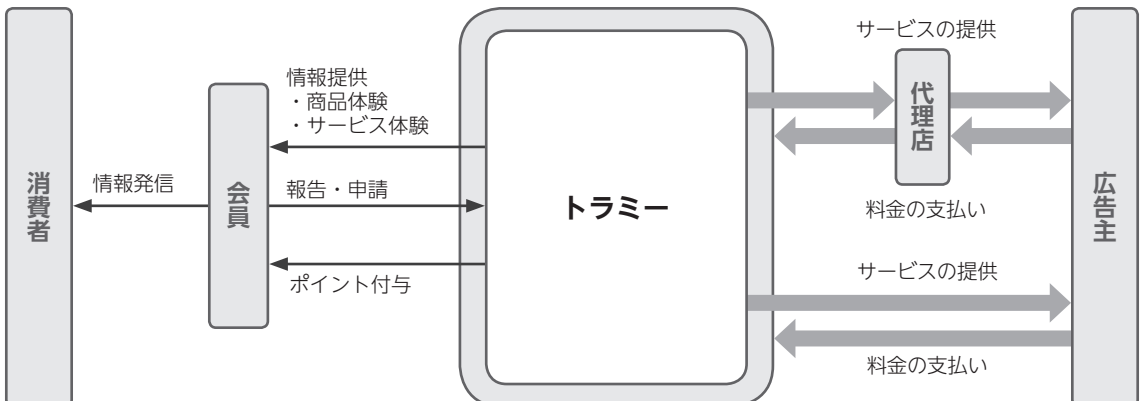 消費者
情報発信
会員
情報提供
・商品体験
・サービス体験
報告・申請
ポイント付与
トラミー
サービスの提供
代理店
料金の支払い
サービスの提供
料金の支払い
広告主